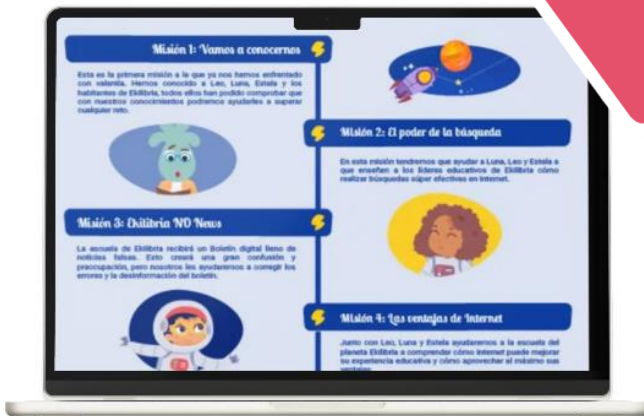 Misión 1: Vamos a conocernos
Esta es la primera misión a la que ya nos hemos enfrentado
con valentía. Hemos conocido a Leo, Luna, Estela y los
habitantes de Ekilibria, todos ellos han podido comprobar que
con nuestros conocimientos podremos ayudarles a superar
cualquier reto.
Misión 2: El poder de la búsqueda
En esta misión tendremos que ayudar a Luna, Leo y Estela a
que enseñen a los líderes educativos de Ekilibria cómo
realizar búsquedas súper efectivas en Internet.
Misión 3: Ekilibria NO News
La escuela de Ekilibria recibirá un Boletín digital lleno de
noticias falsas. Esto creará una gran confusión y
preocupación, pero nosotros les ayudaremos a corregir los
errores y la desinformación del boletín.
Misión 4: Las ventajas de Internet
Junto con Leo, Luna y Estela ayudaremos a la escuela del
planeta Ekilibria a comprender cómo Internet puede mejorar
su experiencia educativa y cómo aprovechar al máximo sus
ventajas.